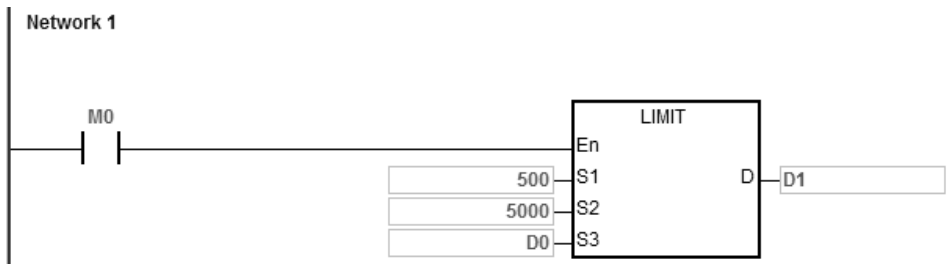 Network 1
M0
LIMIT
En
500 S1 D D1
5000 S2
D0 S3